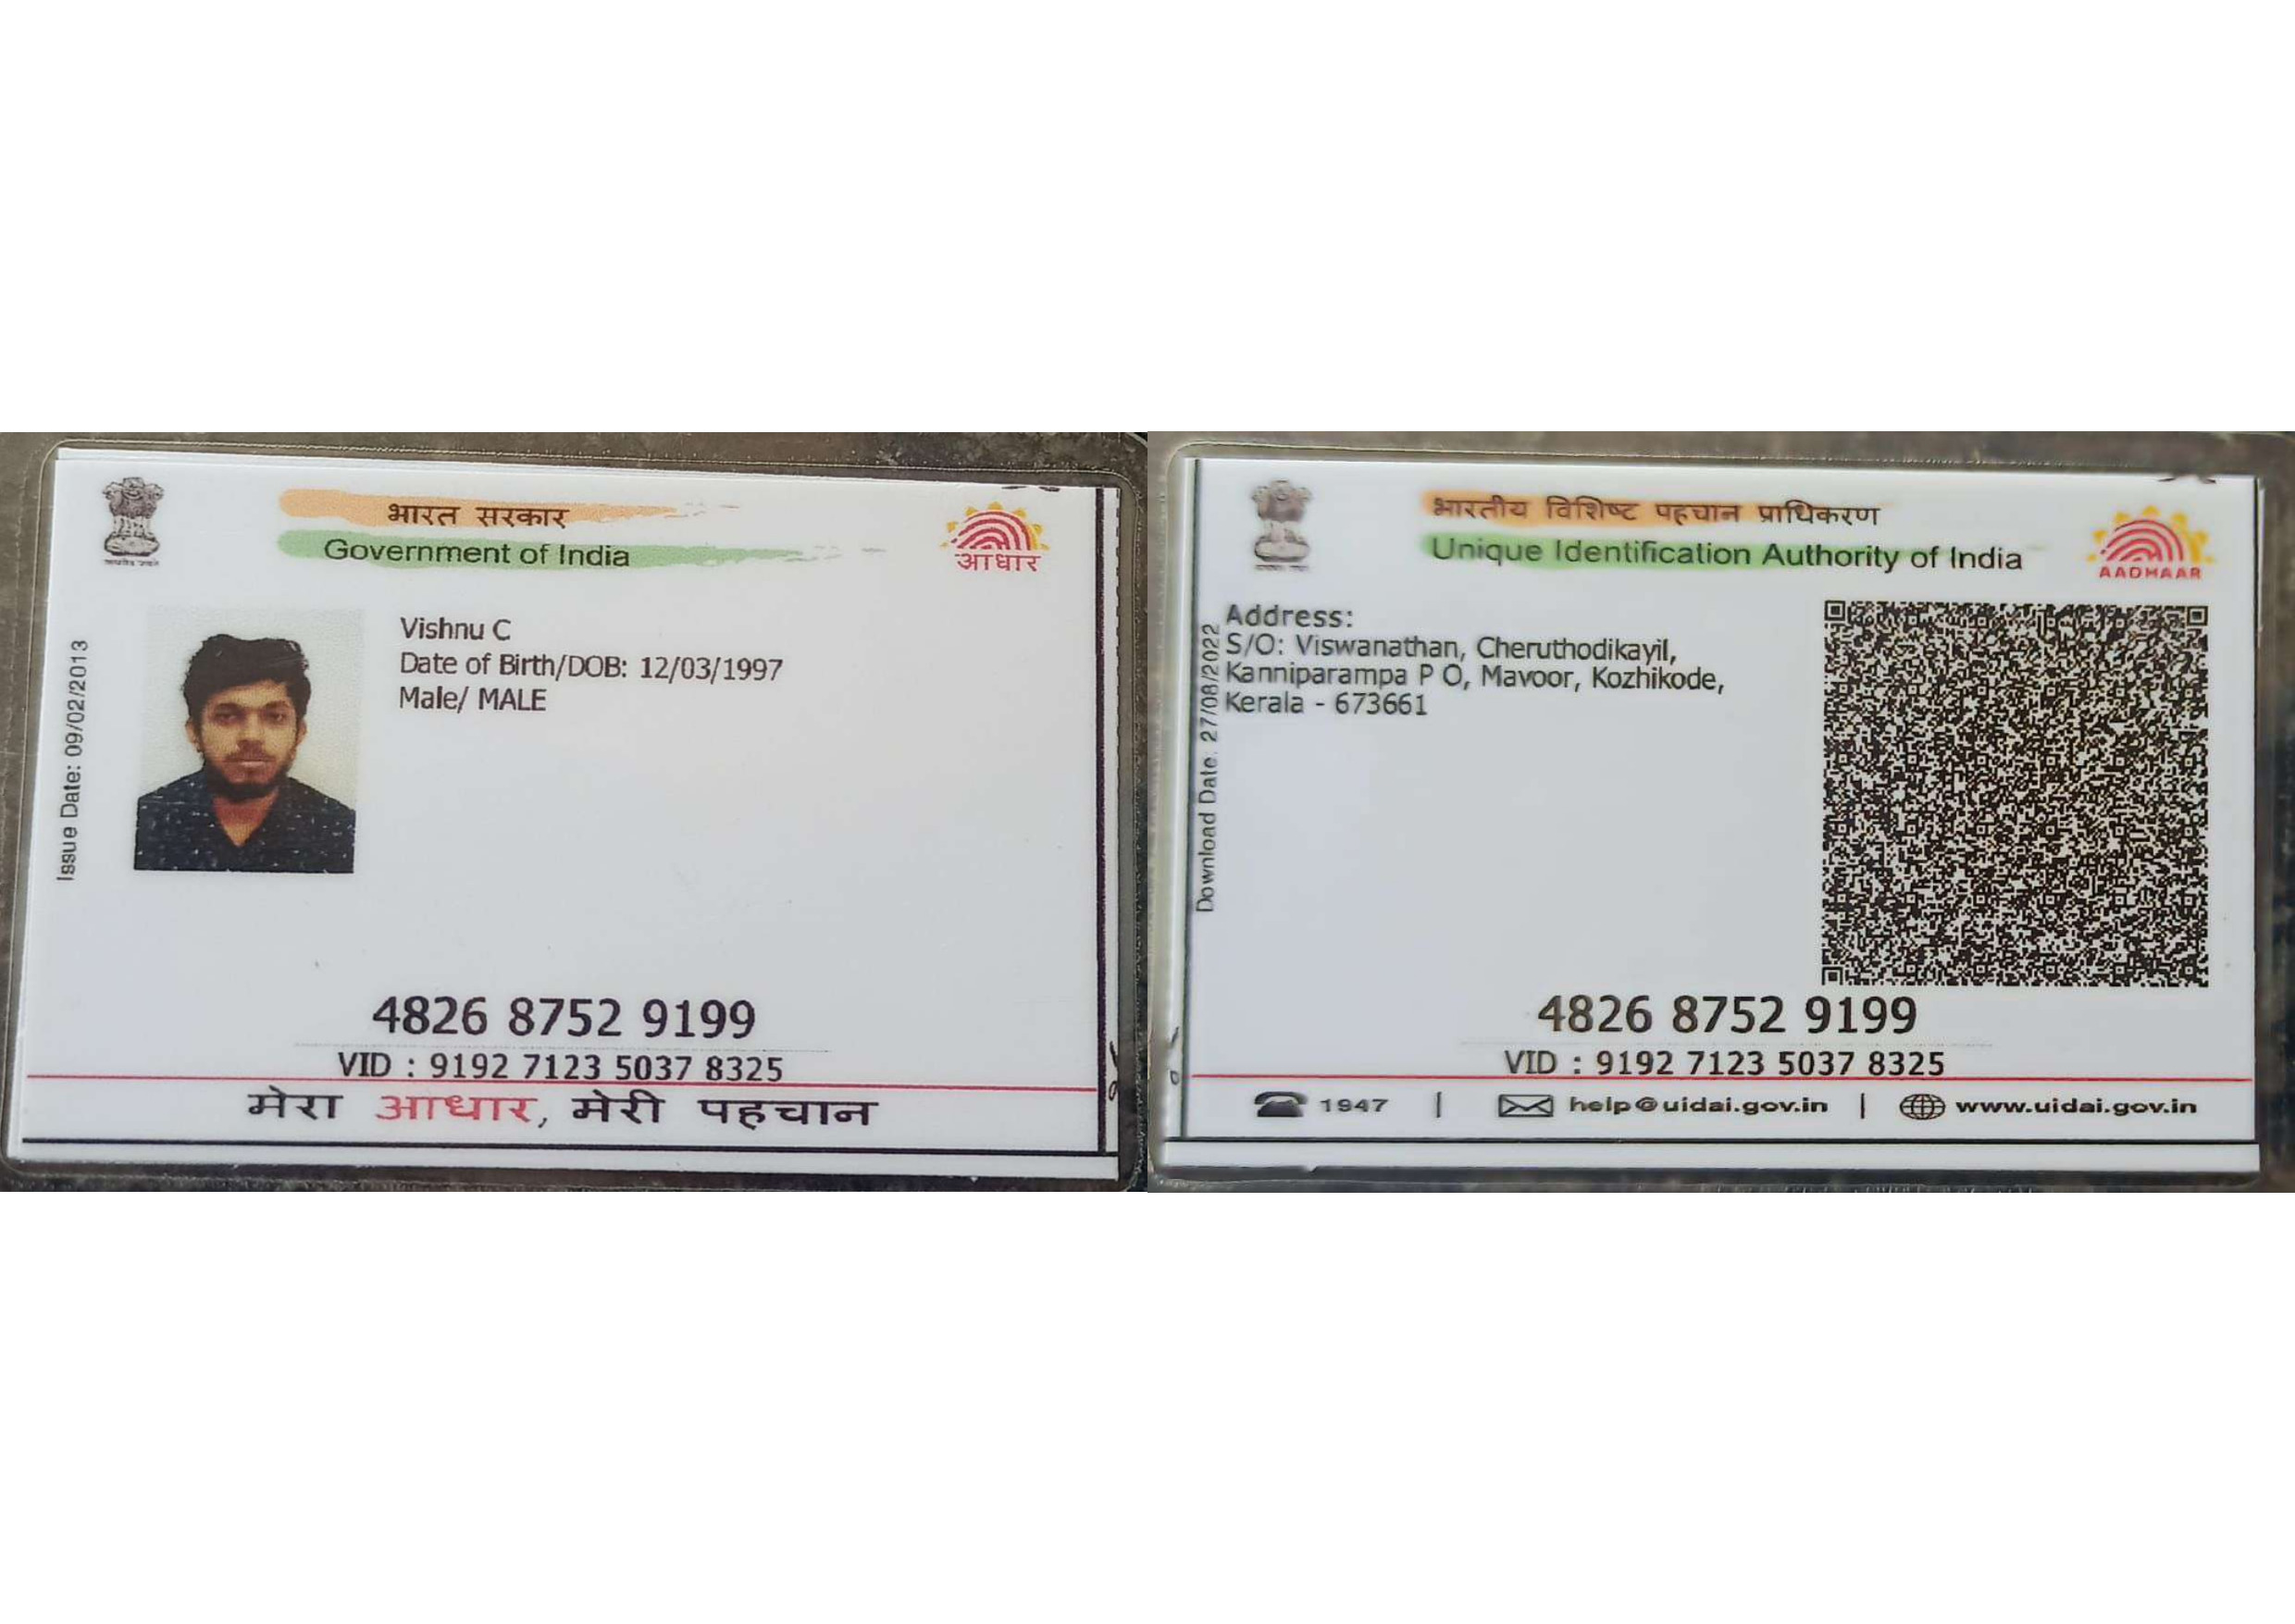 भारत सरकार
Government of India
आधार
Issue Date: 09/02/2013
Vishnu C
Date of Birth/DOB: 12/03/1997
Male/ MALE
4826 8752 9199
VID : 9192 7123 5037 8325
मेरा आधार, मेरी पहचान
भारतीय विशिष्ट पहचान प्राधिकरण
Unique Identification Authority of India
AADHAAR
Download Date: 27/08/2022
Address:
S/O: Viswanathan, Cheruthodikayil,
Kanniparampa P O, Mavoor, Kozhikode,
Kerala - 673661
4826 8752 9199
VID : 9192 7123 5037 8325
1947 | help@uidai.gov.in | www.uidai.gov.in